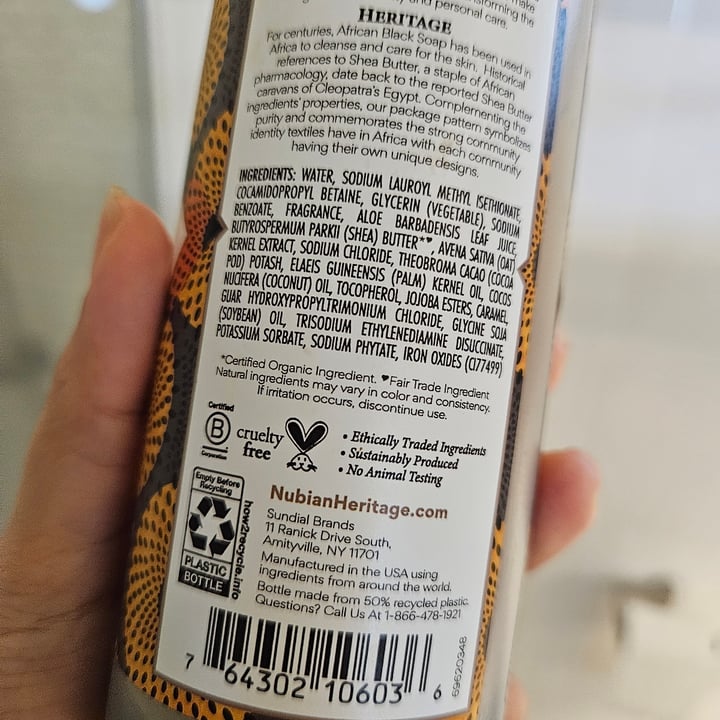 transforming the
and personal care.
HERITAGE
For centuries, African Black Soap has been used in
Africa to cleanse and care for the skin. Historical
references to Shea Butter, a staple of African
pharmacology, date back to the reported Shea Butter
caravans of Cleopatra's Egypt. Complementing the
ingredients' properties, our package pattern symbolizes
purity and commemorates the strong community
identity textiles have in Africa with each community
having their own unique designs.
INGREDIENTS: WATER, SODIUM LAUROYL METHYL ISETHIONATE,
COCAMIDOPROPYL BETAINE, GLYCERIN (VEGETABLE), SODIUM
BENZOATE, FRAGRANCE, ALOE BARBADENSIS LEAF JUICE,
BUTYROSPERMUM PARKII (SHEA) BUTTER*♥, AVENA SATIVA (OAT)
KERNEL EXTRACT, SODIUM CHLORIDE, THEOBROMA CACAO (COCOA
POD) POTASH, ELAEIS GUINEENSIS (PALM) KERNEL OIL, COCOS
NUCIFERA (COCONUT) OIL, TOCOPHEROL, JOJOBA ESTERS, CARAMEL,
GUAR HYDROXYPROPYLTRIMONIUM CHLORIDE, GLYCINE SOJA
(SOYBEAN) OIL, TRISODIUM ETHYLENEDIAMINE DISUCCINATE,
POTASSIUM SORBATE, SODIUM PHYTATE, IRON OXIDES (CI77499)
*Certified Organic Ingredient. ♥Fair Trade Ingredient
Natural ingredients may vary in color and consistency.
If irritation occurs, discontinue use.
Certified
B
Corporation
cruelty
free
• Ethically Traded Ingredients
• Sustainably Produced
• No Animal Testing
Empty Before
Recycling
PLASTIC
BOTTLE
how2recycle.info
NubianHeritage.com
Sundial Brands
11 Ranick Drive South,
Amityville, NY 11701
Manufactured in the USA using
ingredients from around the world.
Bottle made from 50% recycled plastic.
Questions? Call Us At 1-866-478-1921
7 64302 10603 6
69620348